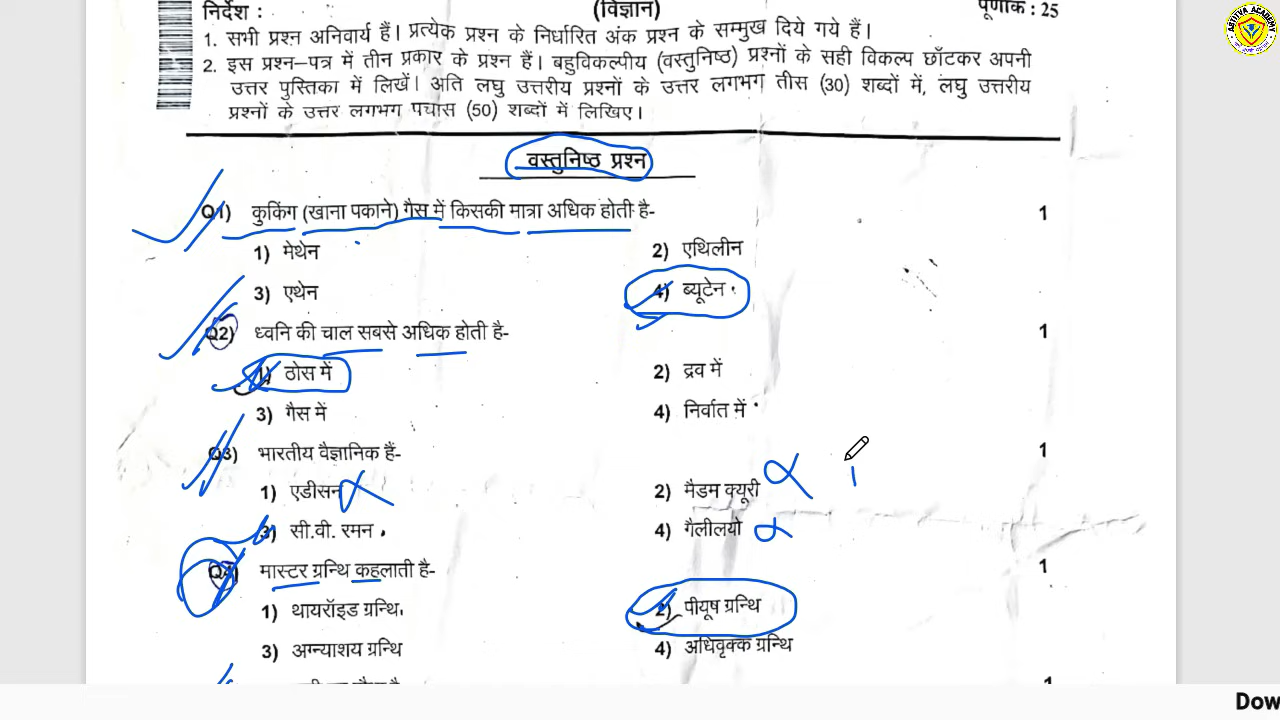 निर्देश :
(विज्ञान)
पूर्णांक : 25
1. सभी प्रश्न अनिवार्य हैं। प्रत्येक प्रश्न के निर्धारित अंक प्रश्न के सम्मुख दिये गये हैं।
2. इस प्रश्न-पत्र में तीन प्रकार के प्रश्न हैं। बहुविकल्पीय (वस्तुनिष्ठ) प्रश्नों के सही विकल्प छाँटकर अपनी
उत्तर पुस्तिका में लिखें। अति लघु उत्तरीय प्रश्नों के उत्तर लगभग तीस (30) शब्दों में, लघु उत्तरीय
प्रश्नों के उत्तर लगभग पचास (50) शब्दों में लिखिए।
वस्तुनिष्ठ प्रश्न
Q1) कुकिंग (खाना पकाने) गैस में किसकी मात्रा अधिक होती है- 1
1) मेथेन 2) एथिलीन
3) एथेन 4) ब्यूटेन
Q2) ध्वनि की चाल सबसे अधिक होती है- 1
1) ठोस में 2) द्रव में
3) गैस में 4) निर्वात में
Q3) भारतीय वैज्ञानिक हैं- 1
1) एडीसन 2) मैडम क्यूरी
3) सी.वी. रमन 4) गैलीलयो
Q4) मास्टर ग्रन्थि कहलाती है- 1
1) थायरॉइड ग्रन्थि 2) पीयूष ग्रन्थि
3) अग्न्याशय ग्रन्थि 4) अधिवृक्क ग्रन्थि
1
ASTITVA ACADEMY
Dow